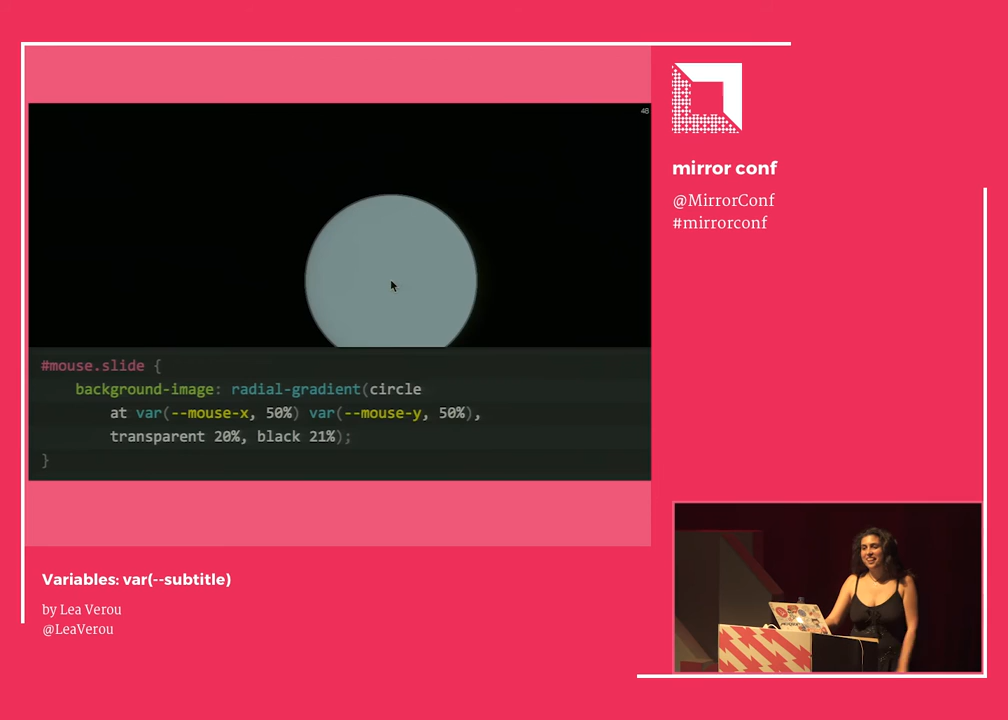 48
#mouse.slide {
background-image: radial-gradient(circle
at var(--mouse-x, 50%) var(--mouse-y, 50%),
transparent 20%, black 21%);
}
mirror conf
@MirrorConf
#mirrorconf
Variables: var(--subtitle)
by Lea Verou
@LeaVerou